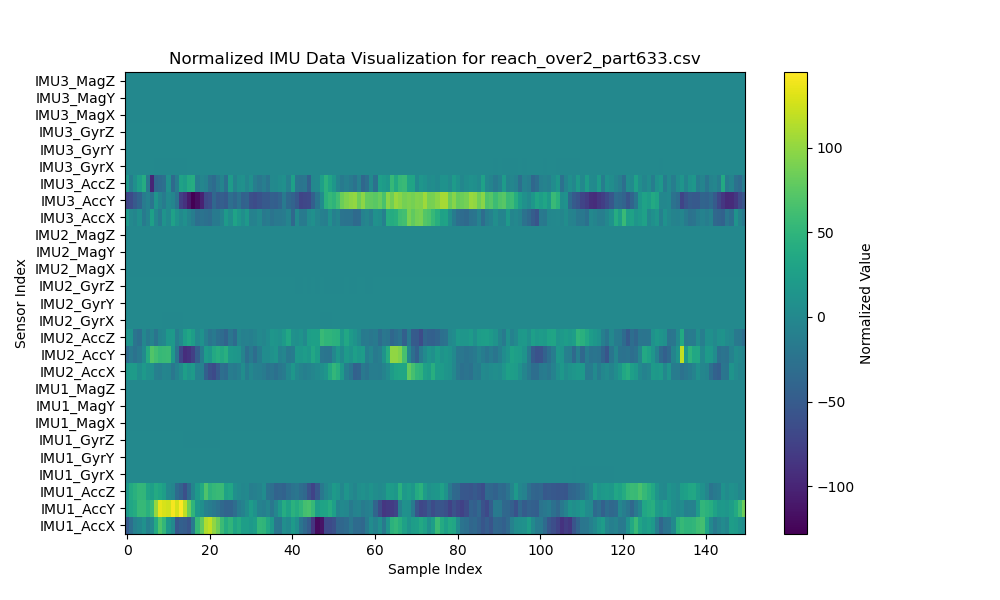 Normalized IMU Data Visualization for reach_over2_part633.csv
IMU3_MagZ
IMU3_MagY
IMU3_MagX
IMU3_GyrZ
IMU3_GyrY
IMU3_GyrX
IMU3_AccZ
IMU3_AccY
IMU3_AccX
IMU2_MagZ
IMU2_MagY
IMU2_MagX
IMU2_GyrZ
IMU2_GyrY
IMU2_GyrX
IMU2_AccZ
IMU2_AccY
IMU2_AccX
IMU1_MagZ
IMU1_MagY
IMU1_MagX
IMU1_GyrZ
IMU1_GyrY
IMU1_GyrX
IMU1_AccZ
IMU1_AccY
IMU1_AccX
Sensor Index
0 20 40 60 80 100 120 140
Sample Index
100
50
0
−50
−100
Normalized Value